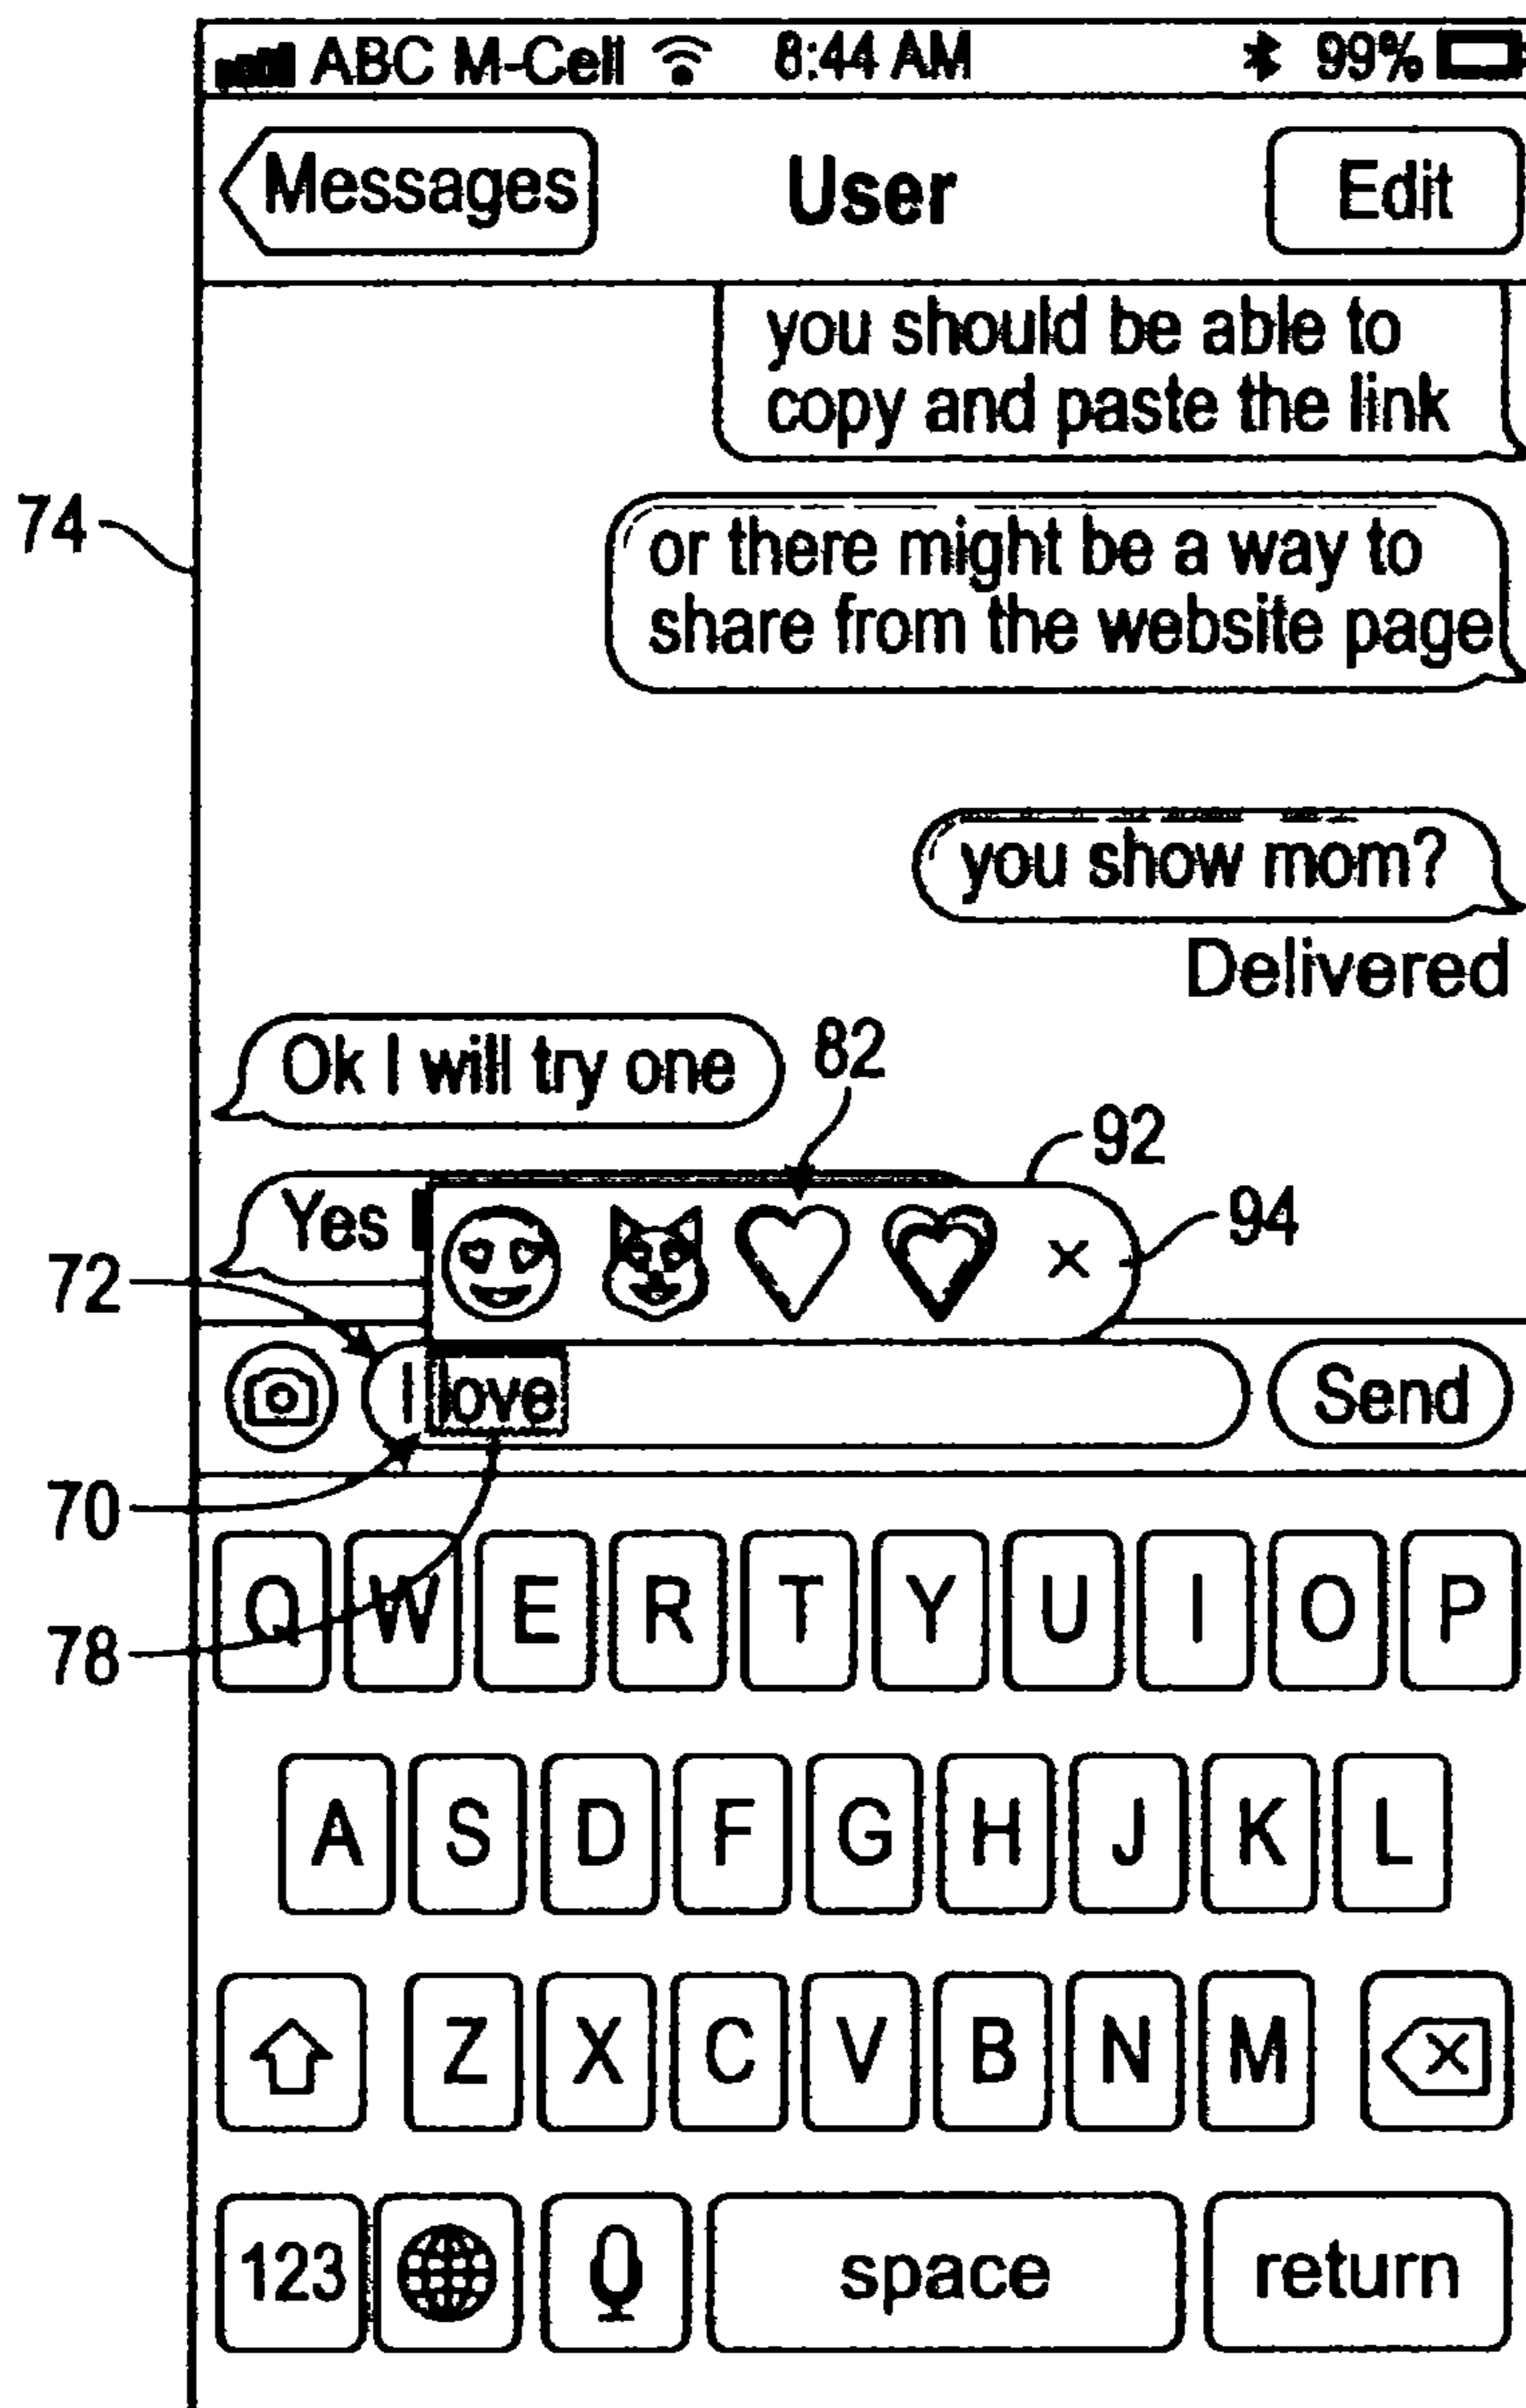 ABC M-Cell 8:44 AM 99%
Messages User Edit
you should be able to
copy and paste the link
74
or there might be a way to
share from the website page
you show mom?
Delivered
Ok I will try one
82
92
Yes
94
72
I love
Send
70
Q W E R T Y U I O P
78
A S D F G H J K L
Z X C V B N M
123 space return